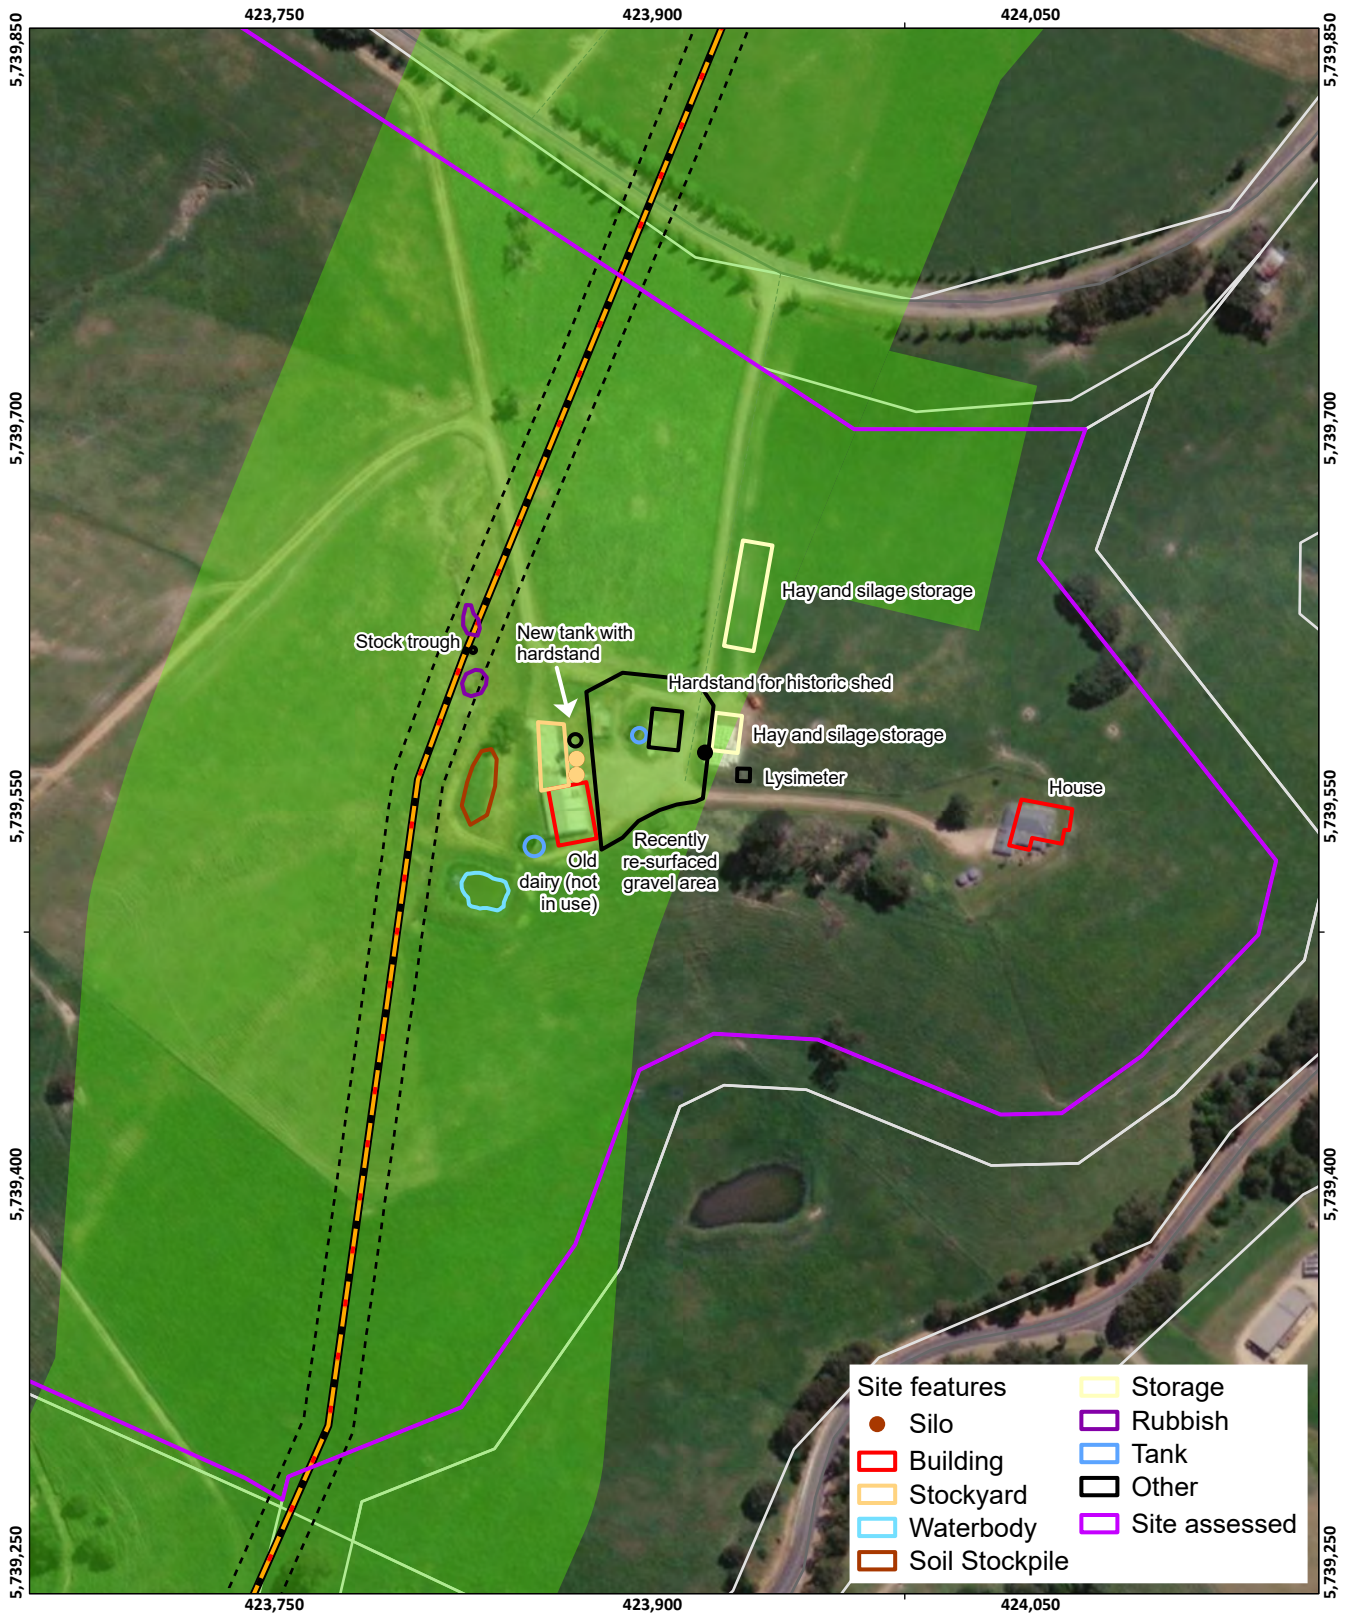 423,750
423,900
424,050
5,739,850
5,739,850
5,739,700
5,739,700
Hay and silage storage
New tank with
hardstand
Stock trough
Hardstand for historic shed
Hay and silage storage
Lysimeter
House
5,739,550
5,739,550
Recently
re-surfaced
gravel area
Old
dairy (not
in use)
5,739,400
5,739,400
Site features
Silo
Building
Stockyard
Waterbody
Soil Stockpile
Storage
Rubbish
Tank
Other
Site assessed
5,739,250
5,739,250
423,750
423,900
424,050